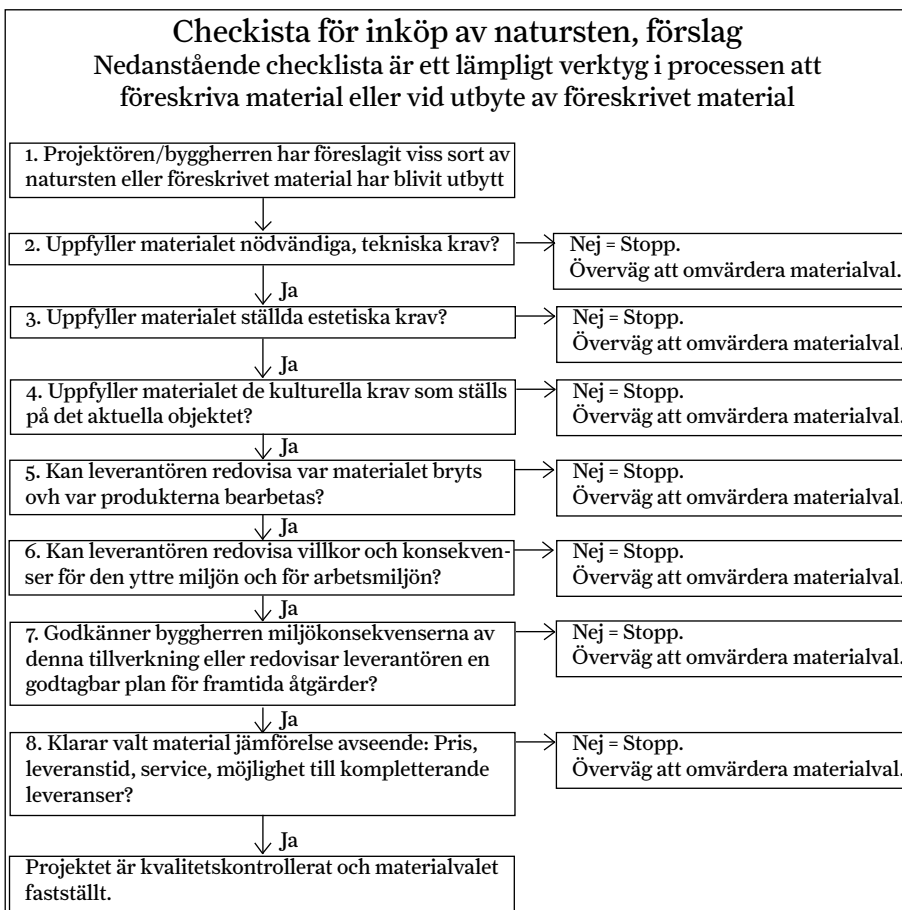 Checkista för inköp av natursten, förslag
Nedanstående checklista är ett lämpligt verktyg i processen att
föreskriva material eller vid utbyte av föreskrivet material
1. Projektören/byggherren har föreslagit viss sort av
natursten eller föreskrivet material har blivit utbytt
2. Uppfyller materialet nödvändiga, tekniska krav?
Nej = Stopp.
Överväg att omvärdera materialval.
Ja
3. Uppfyller materialet ställda estetiska krav?
Nej = Stopp.
Överväg att omvärdera materialval.
Ja
4. Uppfyller materialet de kulturella krav som ställs
på det aktuella objektet?
Nej = Stopp.
Överväg att omvärdera materialval.
Ja
5. Kan leverantören redovisa var materialet bryts
ovh var produkterna bearbetas?
Nej = Stopp.
Överväg att omvärdera materialval.
Ja
6. Kan leverantören redovisa villkor och konsekven-
ser för den yttre miljön och för arbetsmiljön?
Nej = Stopp.
Överväg att omvärdera materialval.
Ja
7. Godkänner byggherren miljökonsekvenserna av
denna tillverkning eller redovisar leverantören en
godtagbar plan för framtida åtgärder?
Nej = Stopp.
Överväg att omvärdera materialval.
Ja
8. Klarar valt material jämförelse avseende: Pris,
leveranstid, service, möjlighet till kompletterande
leveranser?
Nej = Stopp.
Överväg att omvärdera materialval.
Ja
Projektet är kvalitetskontrollerat och materialvalet
fastställt.